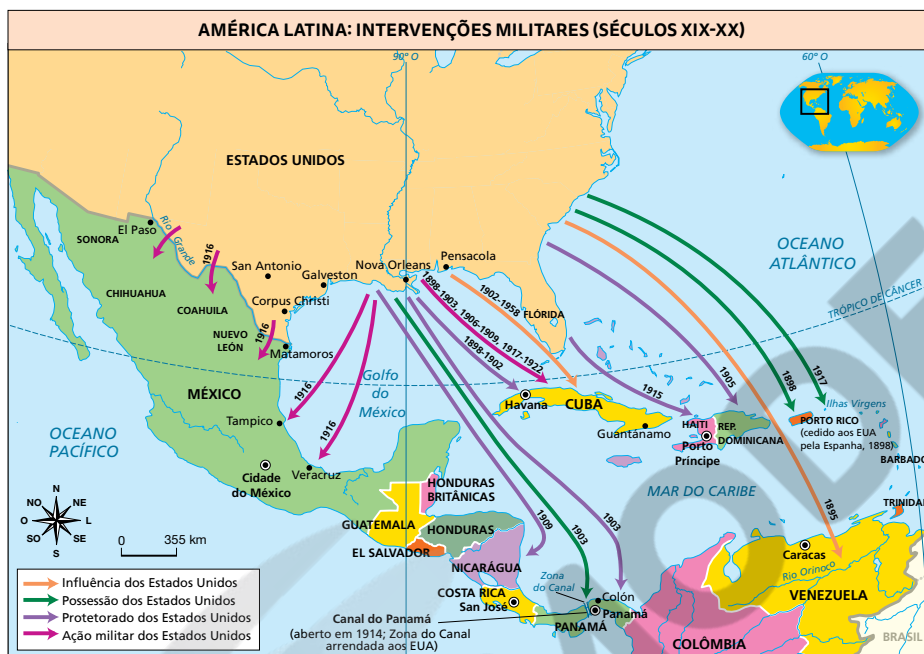 AMÉRICA LATINA: INTERVENÇÕES MILITARES (SÉCULOS XIX-XX)
90° O
60° O
ESTADOS UNIDOS
El Paso
SONORA
Rio Grande
1916
CHIHUAHUA
San Antonio
Galveston
Nova Orleans
Pensacola
Corpus Christi
COAHUILA
1916
NUEVO
LEÓN
Matamoros
FLÓRIDA
1902-1958
1898-1903, 1906-1909, 1917-1922
1898-1902
OCEANO
ATLÂNTICO
TRÓPICO DE CÂNCER
MÉXICO
1916
1916
Golfo
do
México
Tampico
Veracruz
Cidade
do México
OCEANO
PACÍFICO
Havana
CUBA
Guantánamo
1915
1905
1898
1917
HAITI
Porto
Príncipe
REP.
DOMINICANA
Ilhas Virgens
PORTO RICO
(cedido aos EUA
pela Espanha, 1898)
BARBADO
MAR DO CARIBE
TRINIDAD
HONDURAS
BRITÂNICAS
GUATEMALA
HONDURAS
EL SALVADOR
NICARÁGUA
1909
1903
1903
1895
COSTA RICA
San José
Zona
do Canal
Colón
Panamá
PANAMÁ
Canal do Panamá
(aberto em 1914; Zona do Canal
arrendada aos EUA)
Caracas
Rio Orinoco
VENEZUELA
COLÔMBIA
BRASIL
N
NO
NE
O
L
SO
SE
S
0
355 km
Influência dos Estados Unidos
Possessão dos Estados Unidos
Protetorado dos Estados Unidos
Ação militar dos Estados Unidos